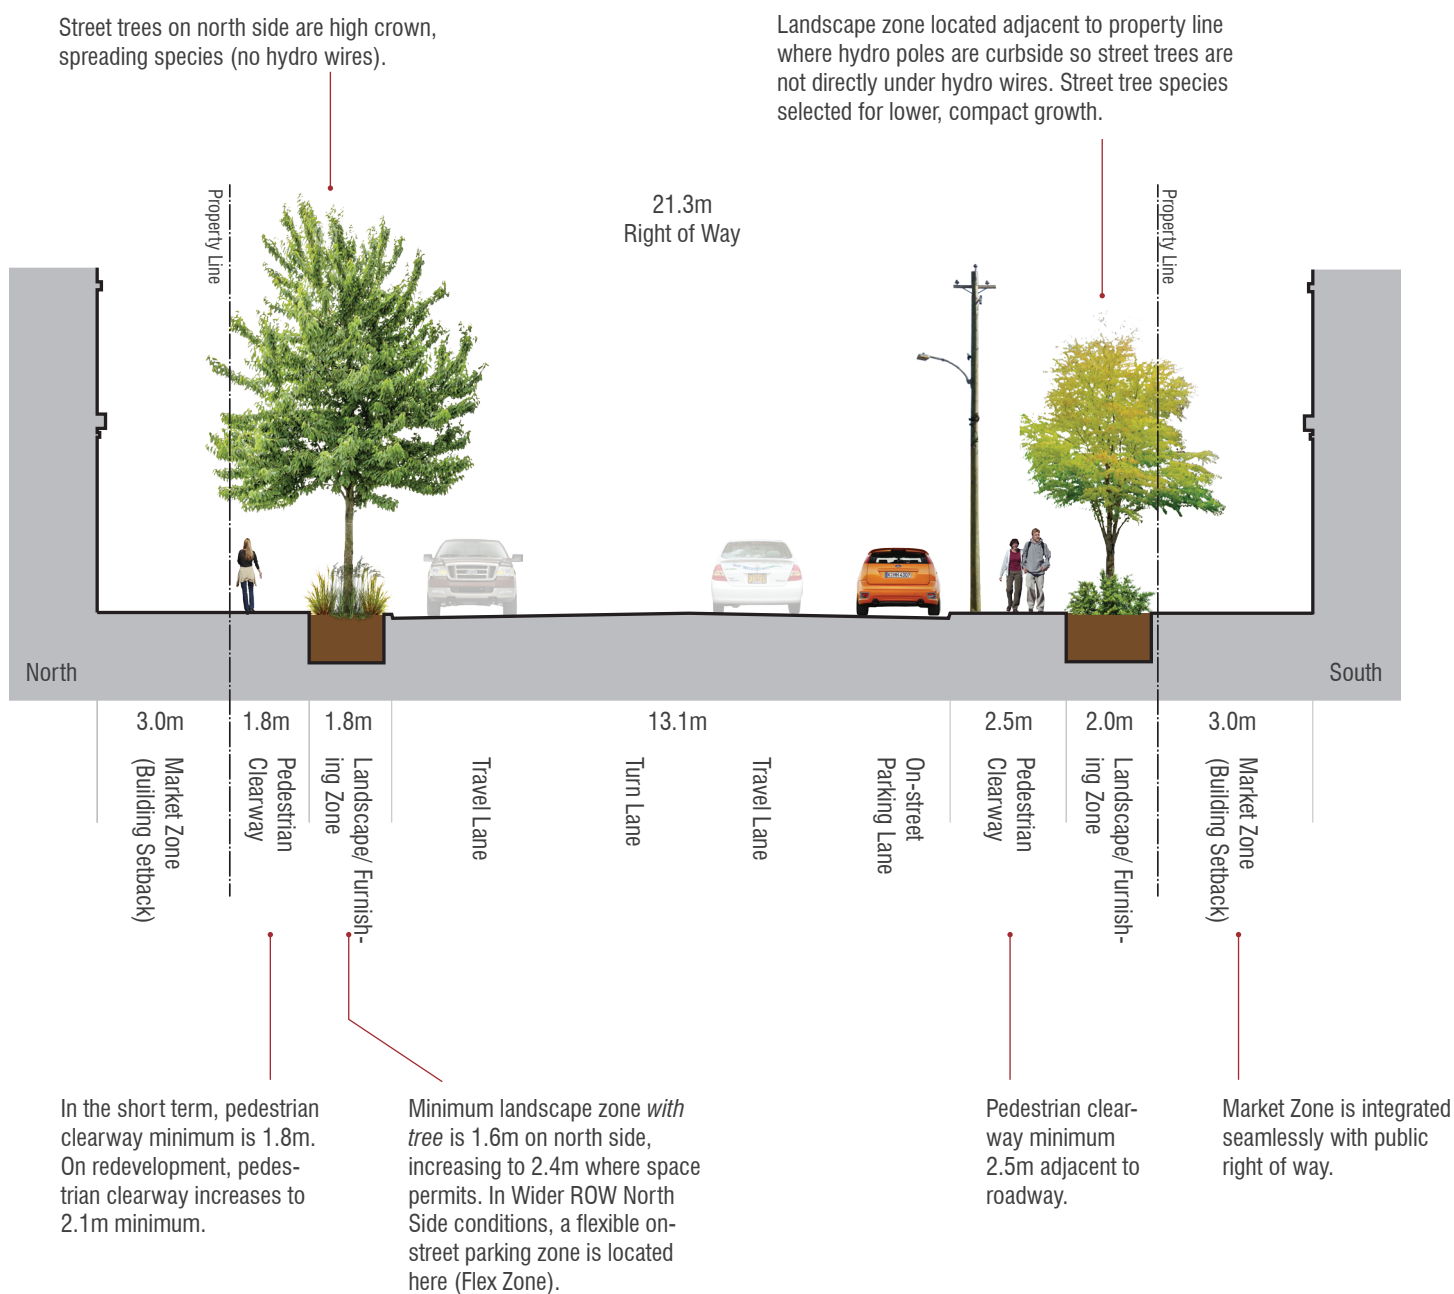 Street trees on north side are high crown,
spreading species (no hydro wires).
Landscape zone located adjacent to property line
where hydro poles are curbside so street trees are
not directly under hydro wires. Street tree species
selected for lower, compact growth.
Property Line
21.3m
Right of Way
Property Line
North
South
3.0m
1.8m
1.8m
13.1m
2.5m
2.0m
3.0m
Market Zone
(Building Setback)
Pedestrian
Clearway
Landscape/ Furnish-
ing Zone
Travel Lane
Turn Lane
Travel Lane
On-street
Parking Lane
Pedestrian
Clearway
Landscape/ Furnish-
ing Zone
Market Zone
(Building Setback)
In the short term, pedestrian
clearway minimum is 1.8m.
On redevelopment, pedes-
trian clearway increases to
2.1m minimum.
Minimum landscape zone with
tree is 1.6m on north side,
increasing to 2.4m where space
permits. In Wider ROW North
Side conditions, a flexible on-
street parking zone is located
here (Flex Zone).
Pedestrian clear-
way minimum
2.5m adjacent to
roadway.
Market Zone is integrated
seamlessly with public
right of way.